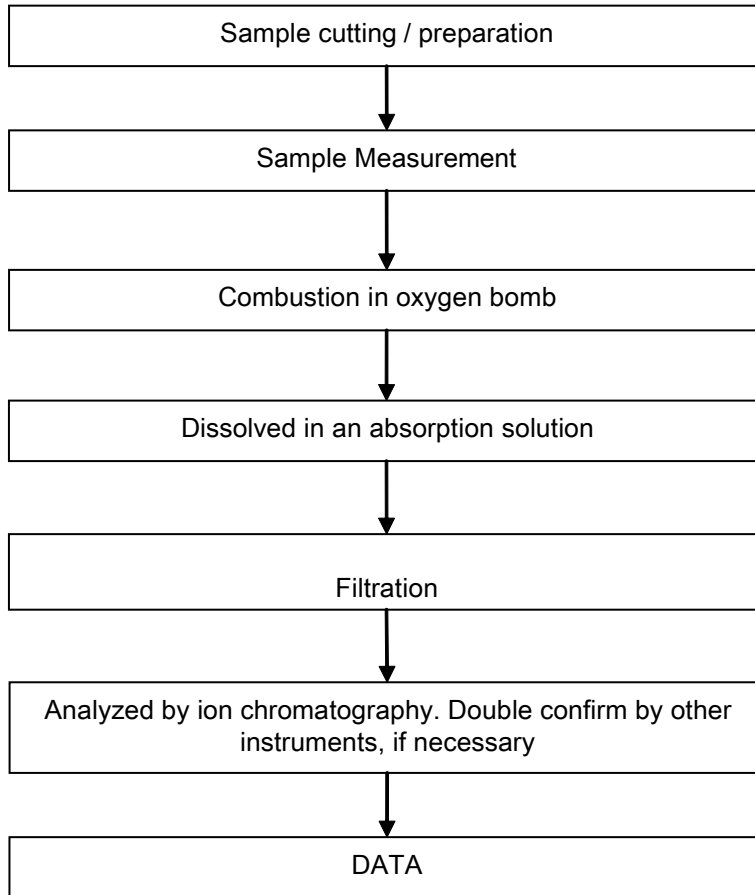 Sample cutting / preparation
Sample Measurement
Combustion in oxygen bomb
Dissolved in an absorption solution
Filtration
Analyzed by ion chromatography. Double confirm by other
instruments, if necessary
DATA